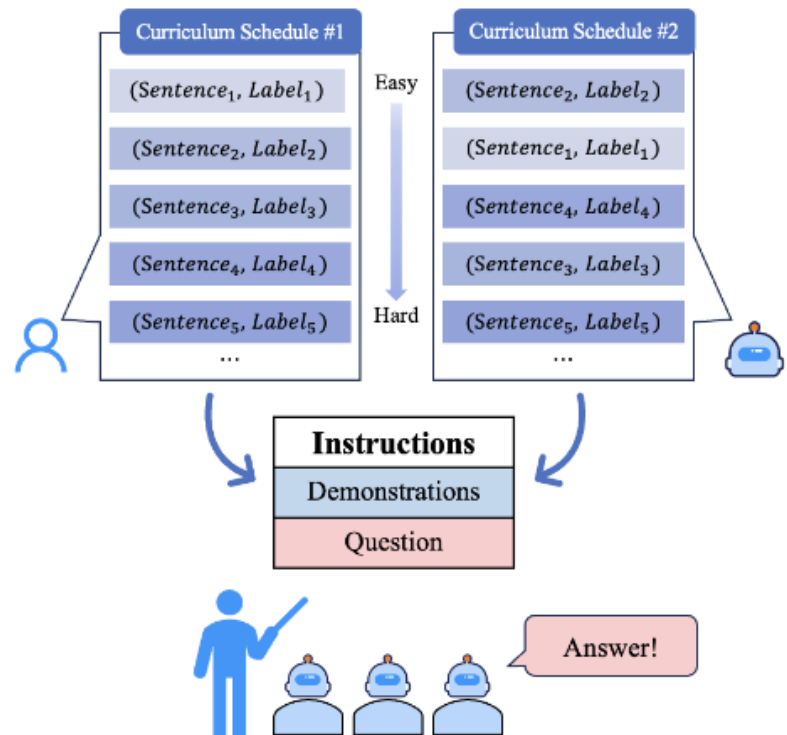 Curriculum Schedule #1
(Sentence₁, Label₁)
(Sentence₂, Label₂)
(Sentence₃, Label₃)
(Sentence₄, Label₄)
(Sentence₅, Label₅)
...
Easy
Hard
Curriculum Schedule #2
(Sentence₂, Label₂)
(Sentence₁, Label₁)
(Sentence₄, Label₄)
(Sentence₃, Label₃)
(Sentence₅, Label₅)
...
Instructions
Demonstrations
Question
Answer!